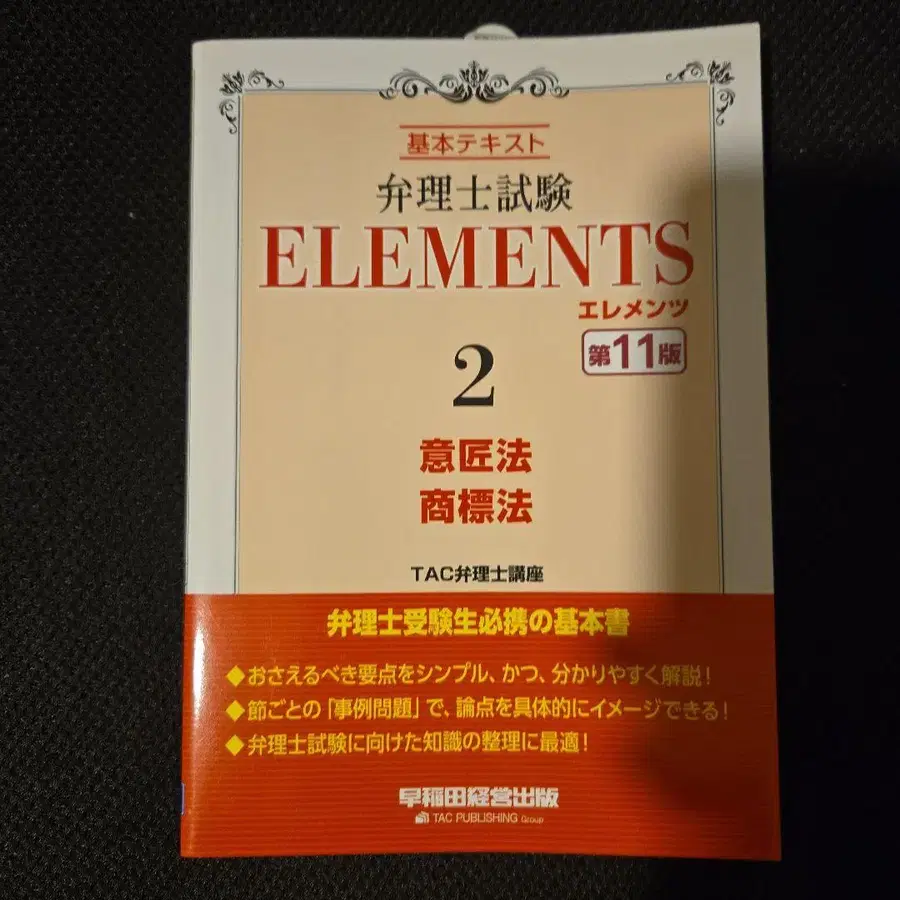 基本テキスト
弁理士試験
ELEMENTS
エレメンツ
第11版
2
意匠法
商標法
TAC弁理士講座
弁理士受験生必携の基本書
◆おさえるべき要点をシンプル、かつ、分かりやすく解説!
◆節ごとの「事例問題」で、論点を具体的にイメージできる!
◆弁理士試験に向けた知識の整理に最適!
早稲田経営出版
TAC PUBLISHING Group